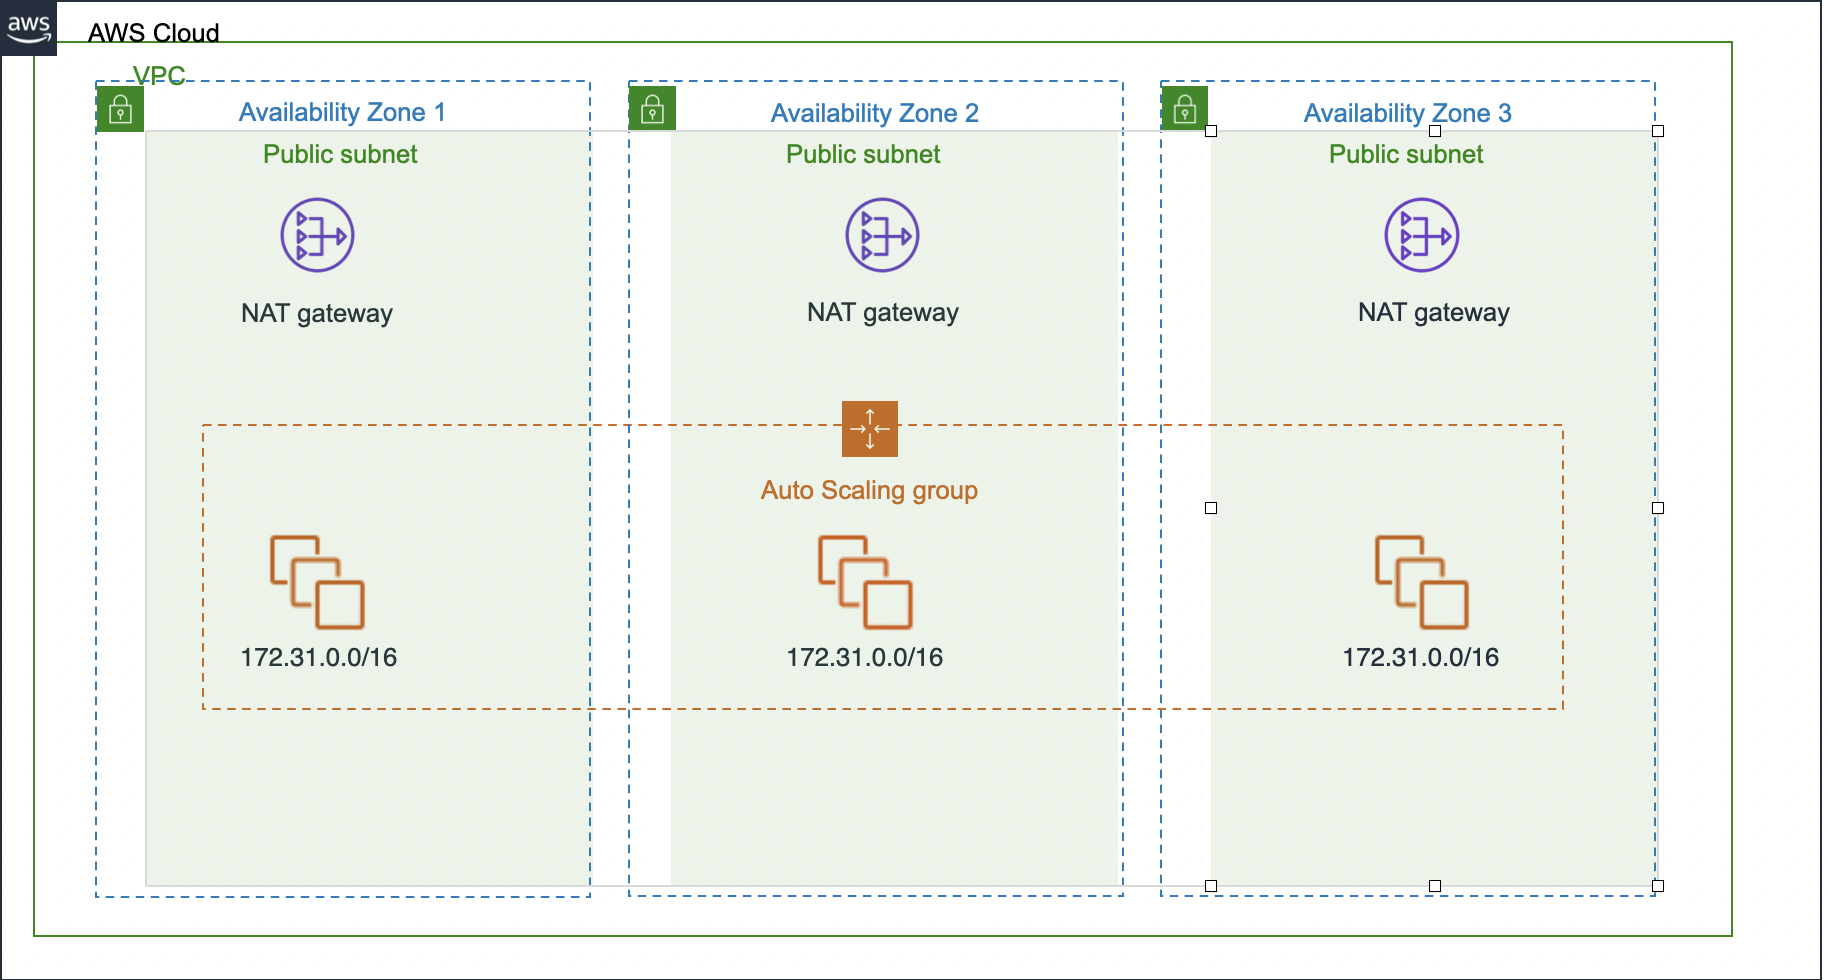 aws
AWS Cloud
VPC
Availability Zone 1
Availability Zone 2
Availability Zone 3
Public subnet
Public subnet
Public subnet
NAT gateway
NAT gateway
NAT gateway
Auto Scaling group
172.31.0.0/16
172.31.0.0/16
172.31.0.0/16